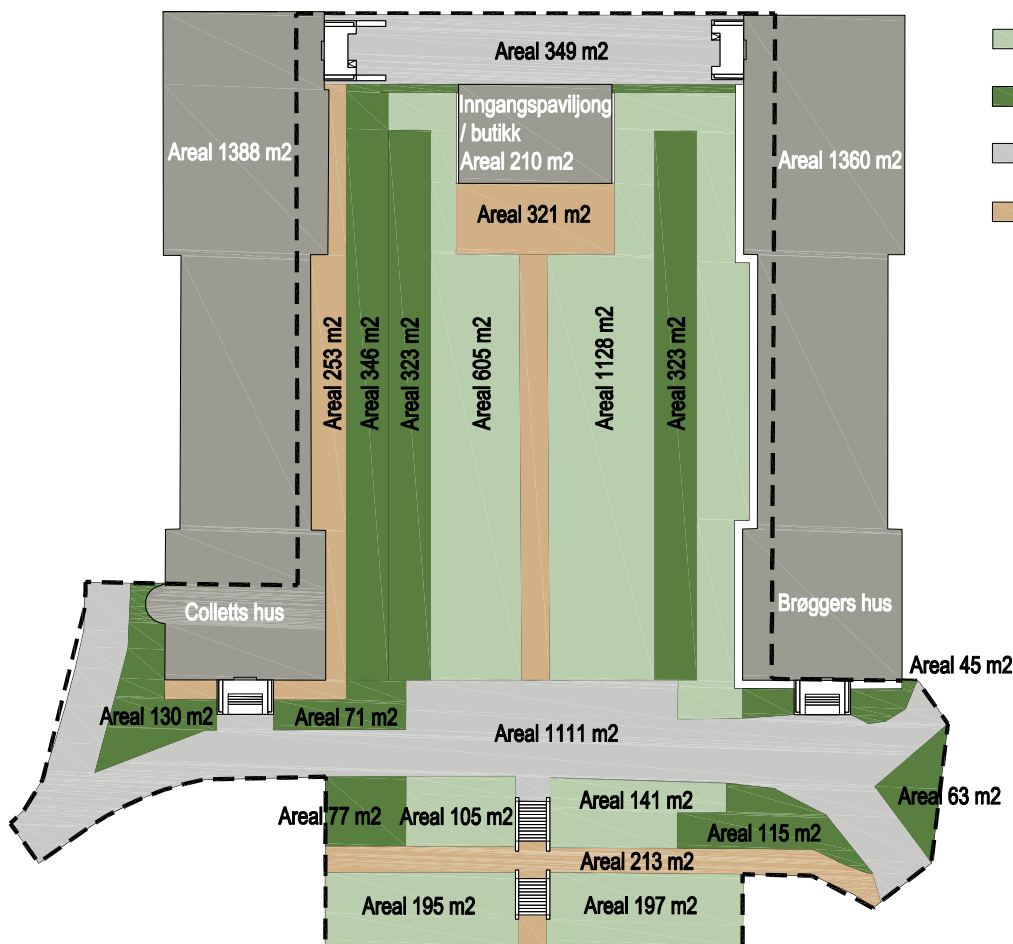 Areal 349 m2
Inngangspaviljong
/ butikk
Areal 210 m2
Areal 1388 m2
Areal 1360 m2
Areal 321 m2
Areal 253 m2
Areal 346 m2
Areal 323 m2
Areal 605 m2
Areal 1128 m2
Areal 323 m2
Colletts hus
Brøggers hus
Areal 45 m2
Areal 130 m2
Areal 71 m2
Areal 1111 m2
Areal 63 m2
Areal 77 m2
Areal 105 m2
Areal 141 m2
Areal 115 m2
Areal 213 m2
Areal 195 m2
Areal 197 m2